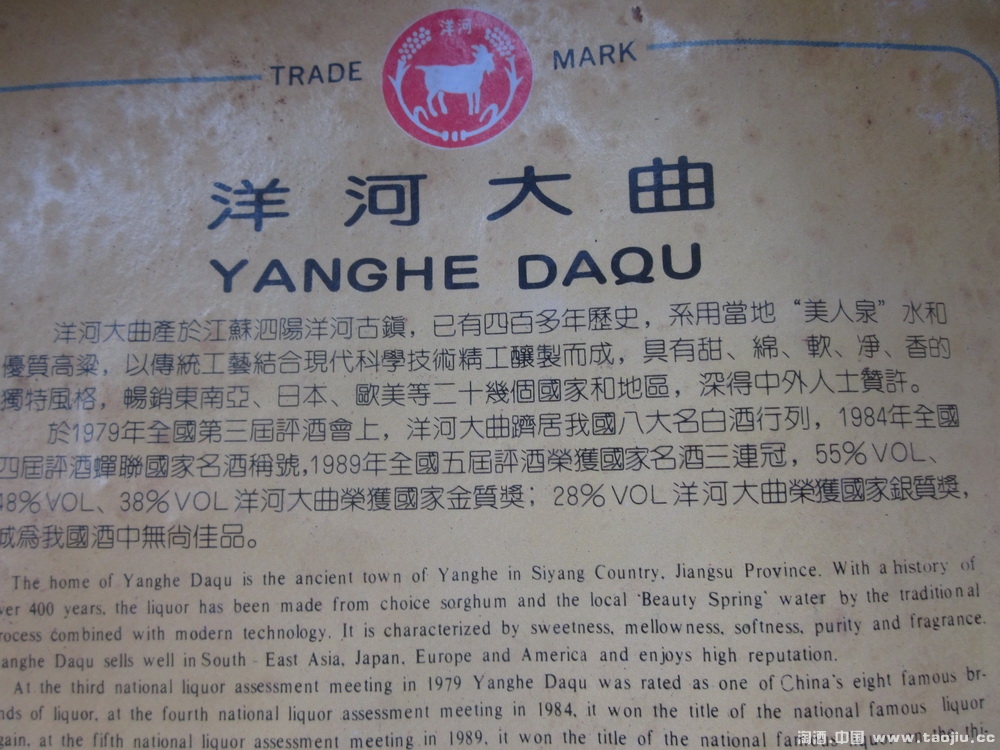 洋河
TRADE MARK
洋河大曲
YANGHE DAQU
洋河大曲產於江蘇泗陽洋河古鎭，已有四百多年歷史，系用當地“美人泉”水和
優質高粱，以傳統工藝結合現代科學技術精工釀製而成，具有甜、綿、軟、凈、香的
獨特風格，暢銷東南亞、日本、歐美等二十幾個國家和地區，深得中外人士贊許。
於1979年全國第三屆評酒會上，洋河大曲躋居我國八大名白酒行列，1984年全國
四屆評酒蟬聯國家名酒稱號,1989年全國五屆評酒榮獲國家名酒三連冠，55%VOL、
48%VOL、38%VOL洋河大曲榮獲國家金質獎；28%VOL洋河大曲榮獲國家銀質獎，
誠爲我國酒中無尚佳品。
The home of Yanghe Daqu is the ancient town of Yanghe in Siyang Country, Jiangsu Province. With a history of
ver 400 years, the liquor has been made from choice sorghum and the local 'Beauty Spring' water by the traditional
rocess combined with modern technology. It is characterized by sweetness, mellowness, softness, purity and fragrance.
anghe Daqu sells well in South-East Asia, Japan, Europe and America and enjoys high reputation.
At the third national liquor assessment meeting in 1979 Yanghe Daqu was rated as one of China's eight famous br-
nds of liquor, at the fourth national liquor assessment meeting in 1984, it won the title of the national famous liquor
gain, at the fifth national liquor assessment meeting in 1989, it won the title of the national
淘酒.中国 www.taojiu.cc